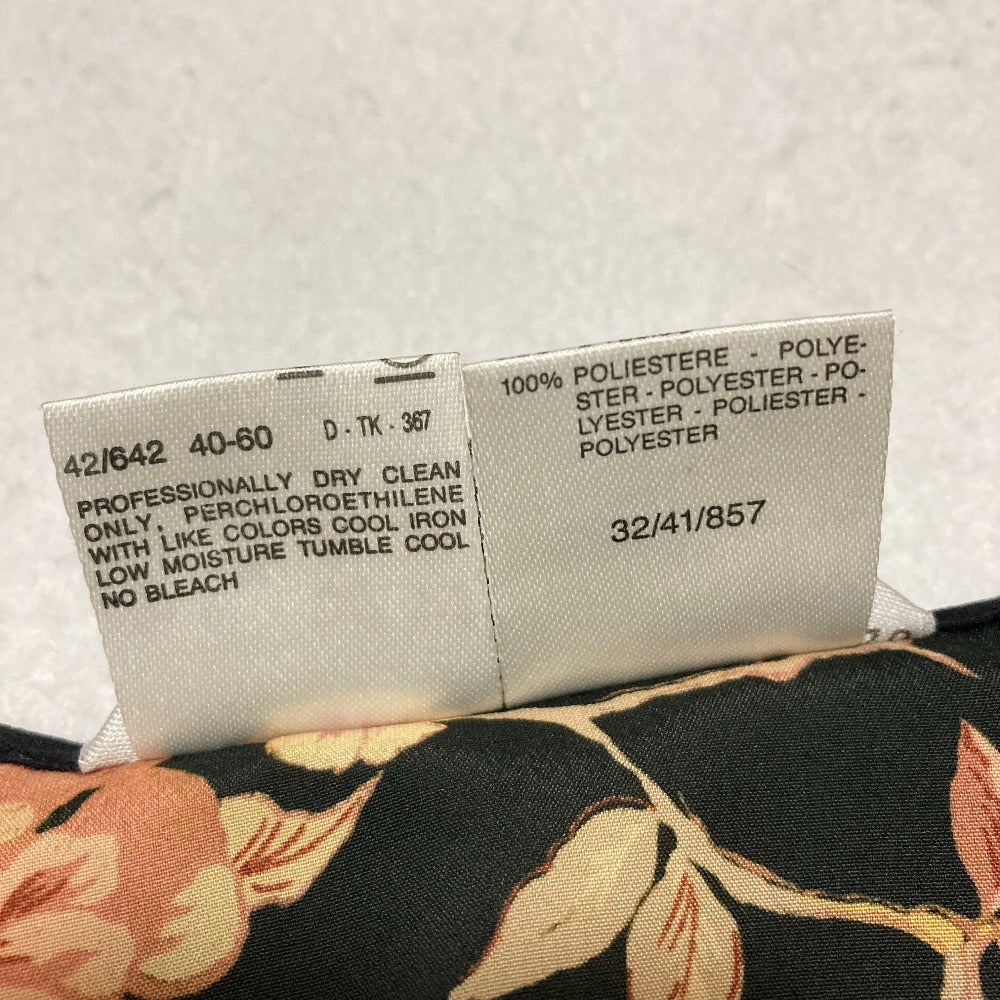 42/642 40-60 D - TK - 367
PROFESSIONALLY DRY CLEAN
ONLY, PERCHLOROETHILENE
WITH LIKE COLORS COOL IRON
LOW MOISTURE TUMBLE COOL
NO BLEACH
100% POLIESTERE - POLYE-
STER - POLYESTER - PO-
LYESTER - POLIESTER -
POLYESTER
32/41/857